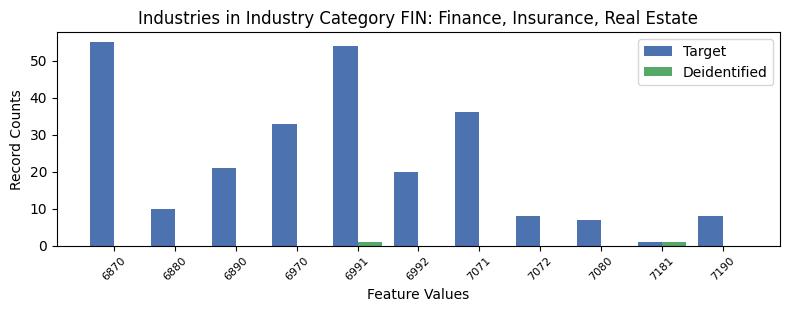 Industries in Industry Category FIN: Finance, Insurance, Real Estate
Target
Deidentified
Record Counts
50
40
30
20
10
0
6870 6880 6890 6970 6991 6992 7071 7072 7080 7181 7190
Feature Values